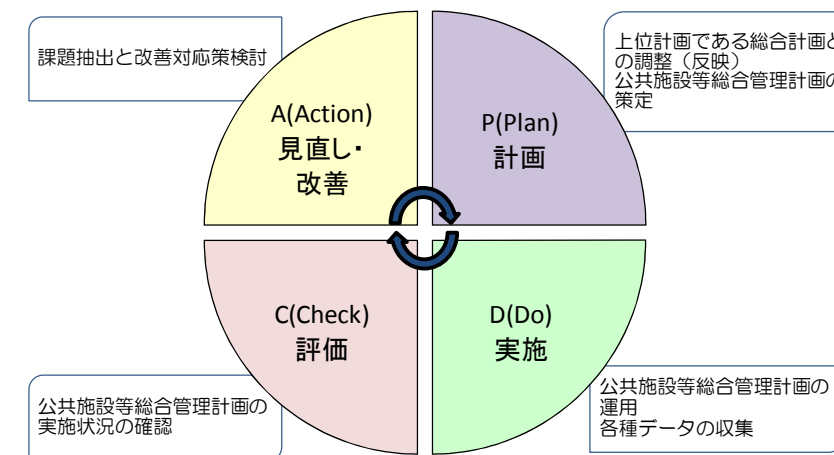 課題抽出と改善対応策検討
上位計画である総合計画と
の調整（反映）
公共施設等総合管理計画の
策定
A(Action)
見直し・
改善
P(Plan)
計画
C(Check)
評価
D(Do)
実施
公共施設等総合管理計画の
実施状況の確認
公共施設等総合管理計画の
運用
各種データの収集